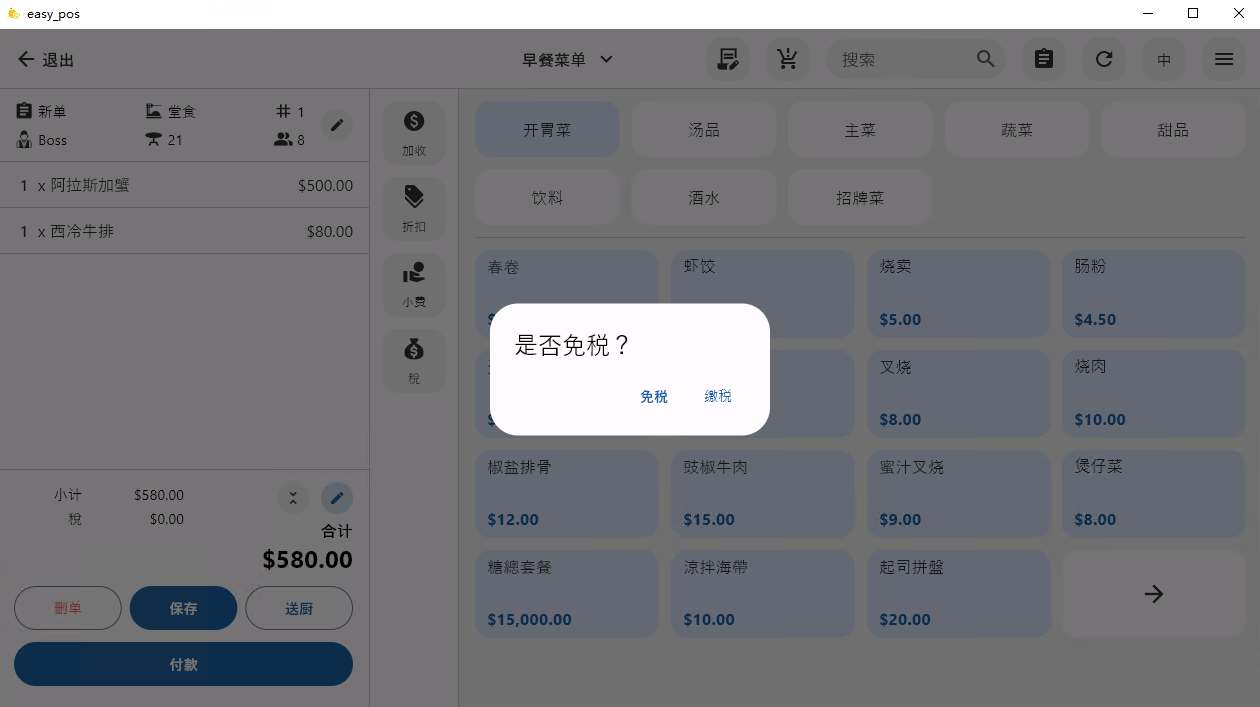 easy_pos
退出
早餐菜单
搜索
中
新单
堂食
1
Boss
21
8
1 x 阿拉斯加蟹 $500.00
1 x 西冷牛排 $80.00
小计 $580.00
税 $0.00
合计
$580.00
删单
保存
送厨
付款
加收
折扣
小费
税
开胃菜
汤品
主菜
蔬菜
甜品
饮料
酒水
招牌菜
春卷
虾饺
烧卖
$5.00
肠粉
$4.50
叉烧
$8.00
烧肉
$10.00
椒盐排骨
$12.00
豉椒牛肉
$15.00
蜜汁叉烧
$9.00
煲仔菜
$8.00
糖總套餐
$15,000.00
涼拌海帶
$10.00
起司拼盤
$20.00
是否免税？
免税
缴税